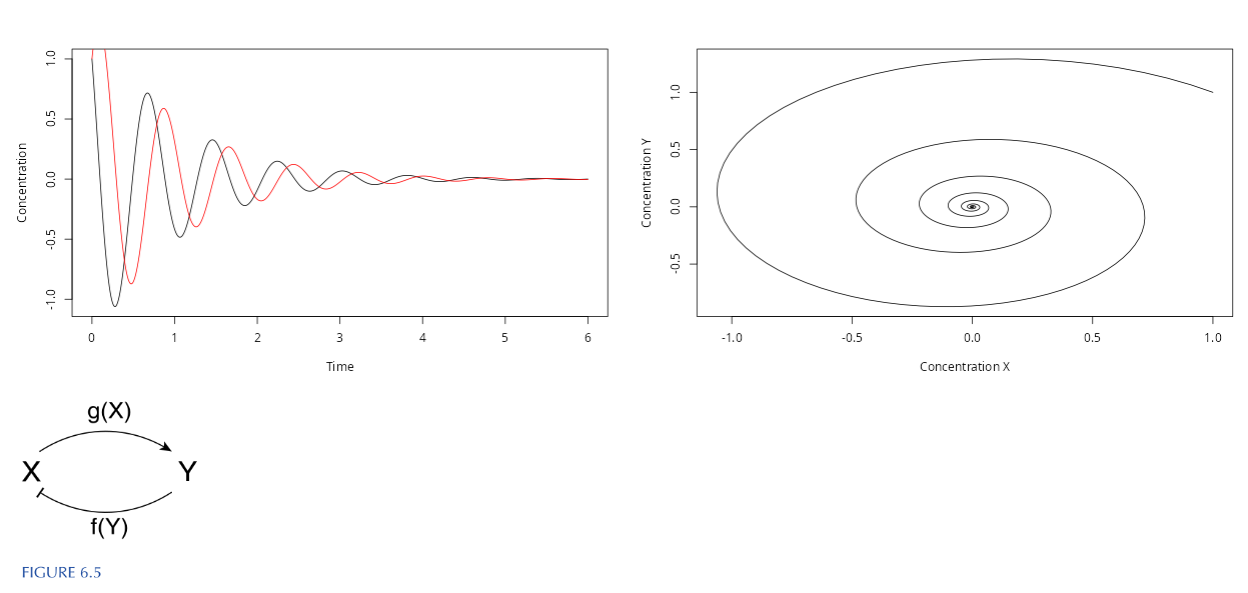 1.0
0.5
0.0
-0.5
-1.0
Concentration
0 1 2 3 4 5 6
Time
1.0
0.5
0.0
-0.5
Concentration Y
-1.0 -0.5 0.0 0.5 1.0
Concentration X
g(X)
X Y
f(Y)
FIGURE 6.5